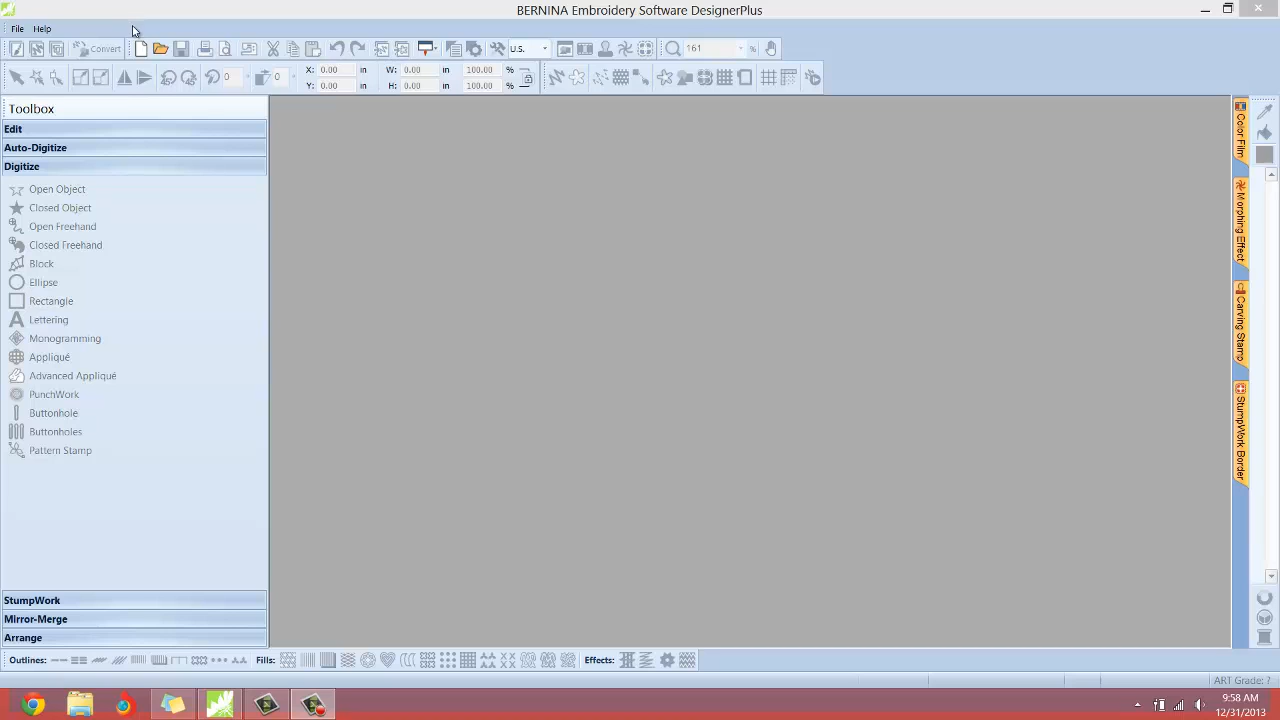 BERNINA Embroidery Software DesignerPlus
File Help
Convert U.S. 161
0 0 X: 0.00 in W: 0.00 in 100.00 %
Y: 0.00 in H: 0.00 in 100.00 %
Toolbox
Edit
Auto-Digitize
Digitize
Open Object
Closed Object
Open Freehand
Closed Freehand
Block
Ellipse
Rectangle
Lettering
Monogramming
Appliqué
Advanced Appliqué
PunchWork
Buttonhole
Buttonholes
Pattern Stamp
StumpWork
Mirror-Merge
Arrange
Color Film
Morphing Effect
Carving Stamp
StumpWork Border
Outlines: Fills: Effects:
ART Grade: ?
9:58 AM
12/31/2013